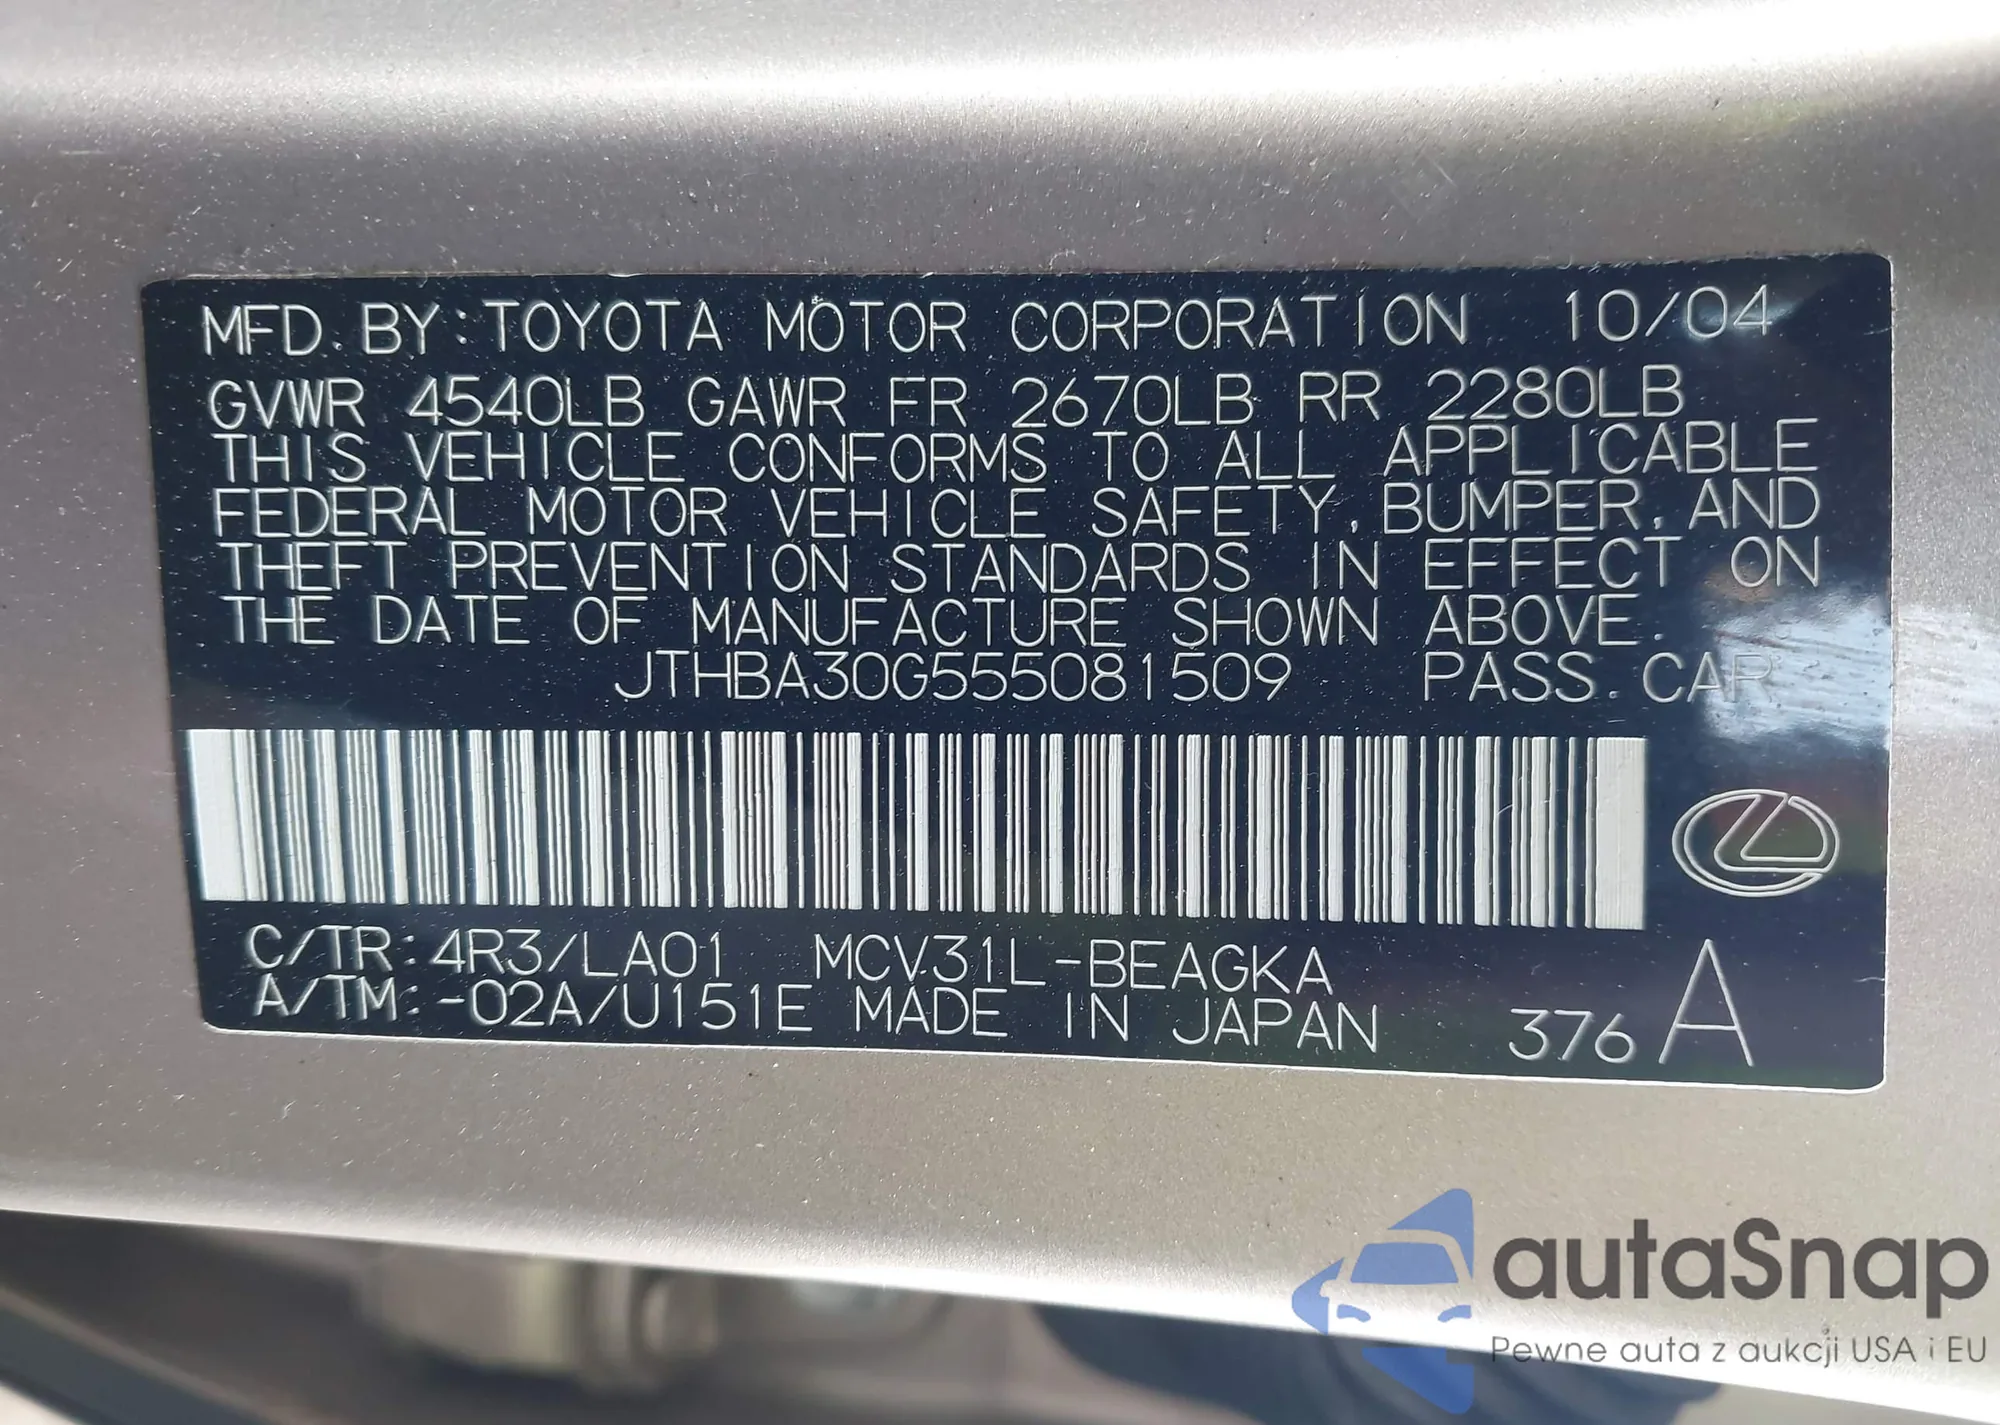 MFD. BY: TOYOTA MOTOR CORPORATION 10/04
GVWR 4540LB GAWR FR 2670LB RR 2280LB
THIS VEHICLE CONFORMS TO ALL APPLICABLE
FEDERAL MOTOR VEHICLE SAFETY, BUMPER, AND
THEFT PREVENTION STANDARDS IN EFFECT ON
THE DATE OF MANUFACTURE SHOWN ABOVE.
JTHBA30G555081509 PASS. CAR
C/TR: 4R3/LA01 MCV31L-BEAGKA
A/TM: -02A/U151E MADE IN JAPAN 376 A
autaSnap
Pewne auta z aukcji USA i EU